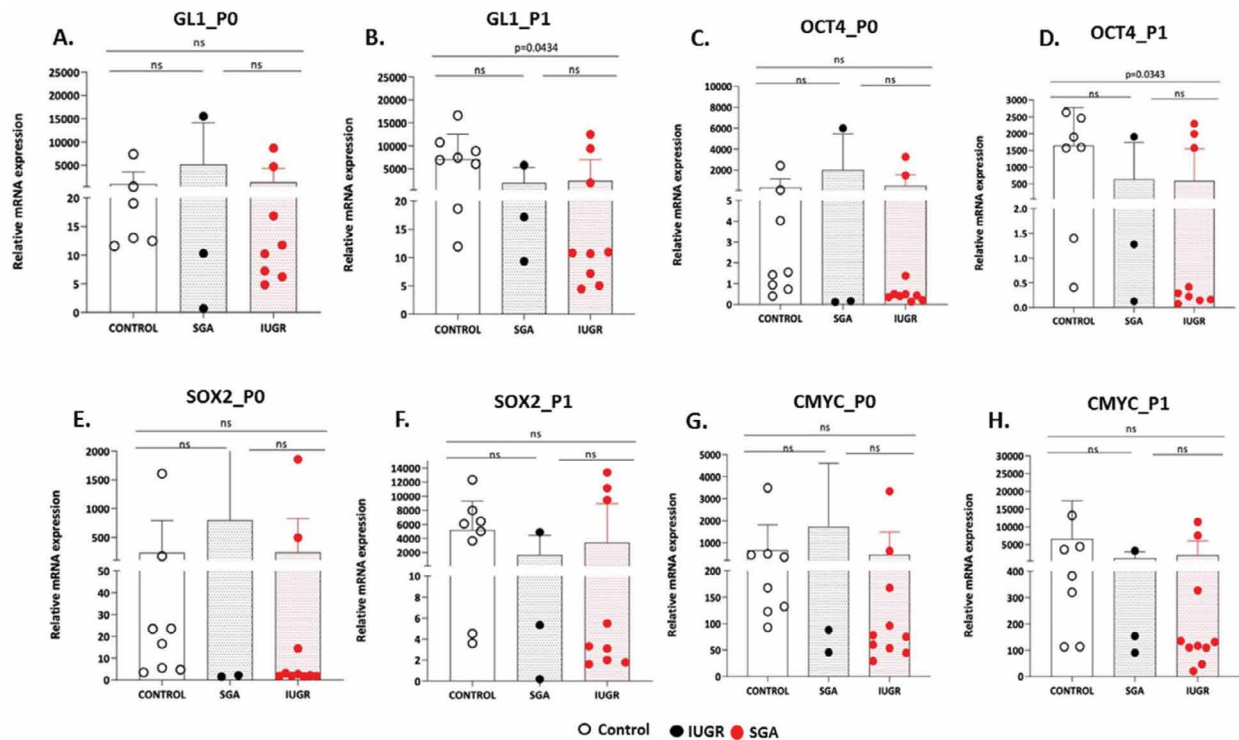 A. GL1_P0
ns
ns ns
Relative mRNA expression
25000
20000
15000
10000
5000
20
15
10
5
0
CONTROL SGA IUGR
B. GL1_P1
p=0.0434
ns ns
Relative mRNA expression
25000
20000
15000
10000
5000
20
15
10
5
0
CONTROL SGA IUGR
C. OCT4_P0
ns
ns ns
Relative mRNA expression
10000
8000
6000
4000
2000
5
4
3
2
1
0
CONTROL SGA IUGR
D. OCT4_P1
p=0.0343
ns ns
Relative mRNA expression
3000
2500
2000
1500
1000
500
2.0
1.5
1.0
0.5
0.0
CONTROL SGA IUGR
E. SOX2_P0
ns
ns ns
Relative mRNA expression
2000
1500
1000
500
50
40
30
20
10
0
CONTROL SGA IUGR
F. SOX2_P1
ns
ns ns
Relative mRNA expression
14000
12000
10000
8000
6000
4000
2000
8
6
4
2
0
CONTROL SGA IUGR
G. CMYC_P0
ns
ns ns
Relative mRNA expression
5000
4000
3000
2000
1000
200
150
100
50
0
CONTROL SGA IUGR
H. CMYC_P1
ns
ns ns
Relative mRNA expression
30000
25000
20000
15000
10000
5000
400
300
200
100
0
CONTROL SGA IUGR
Control IUGR SGA